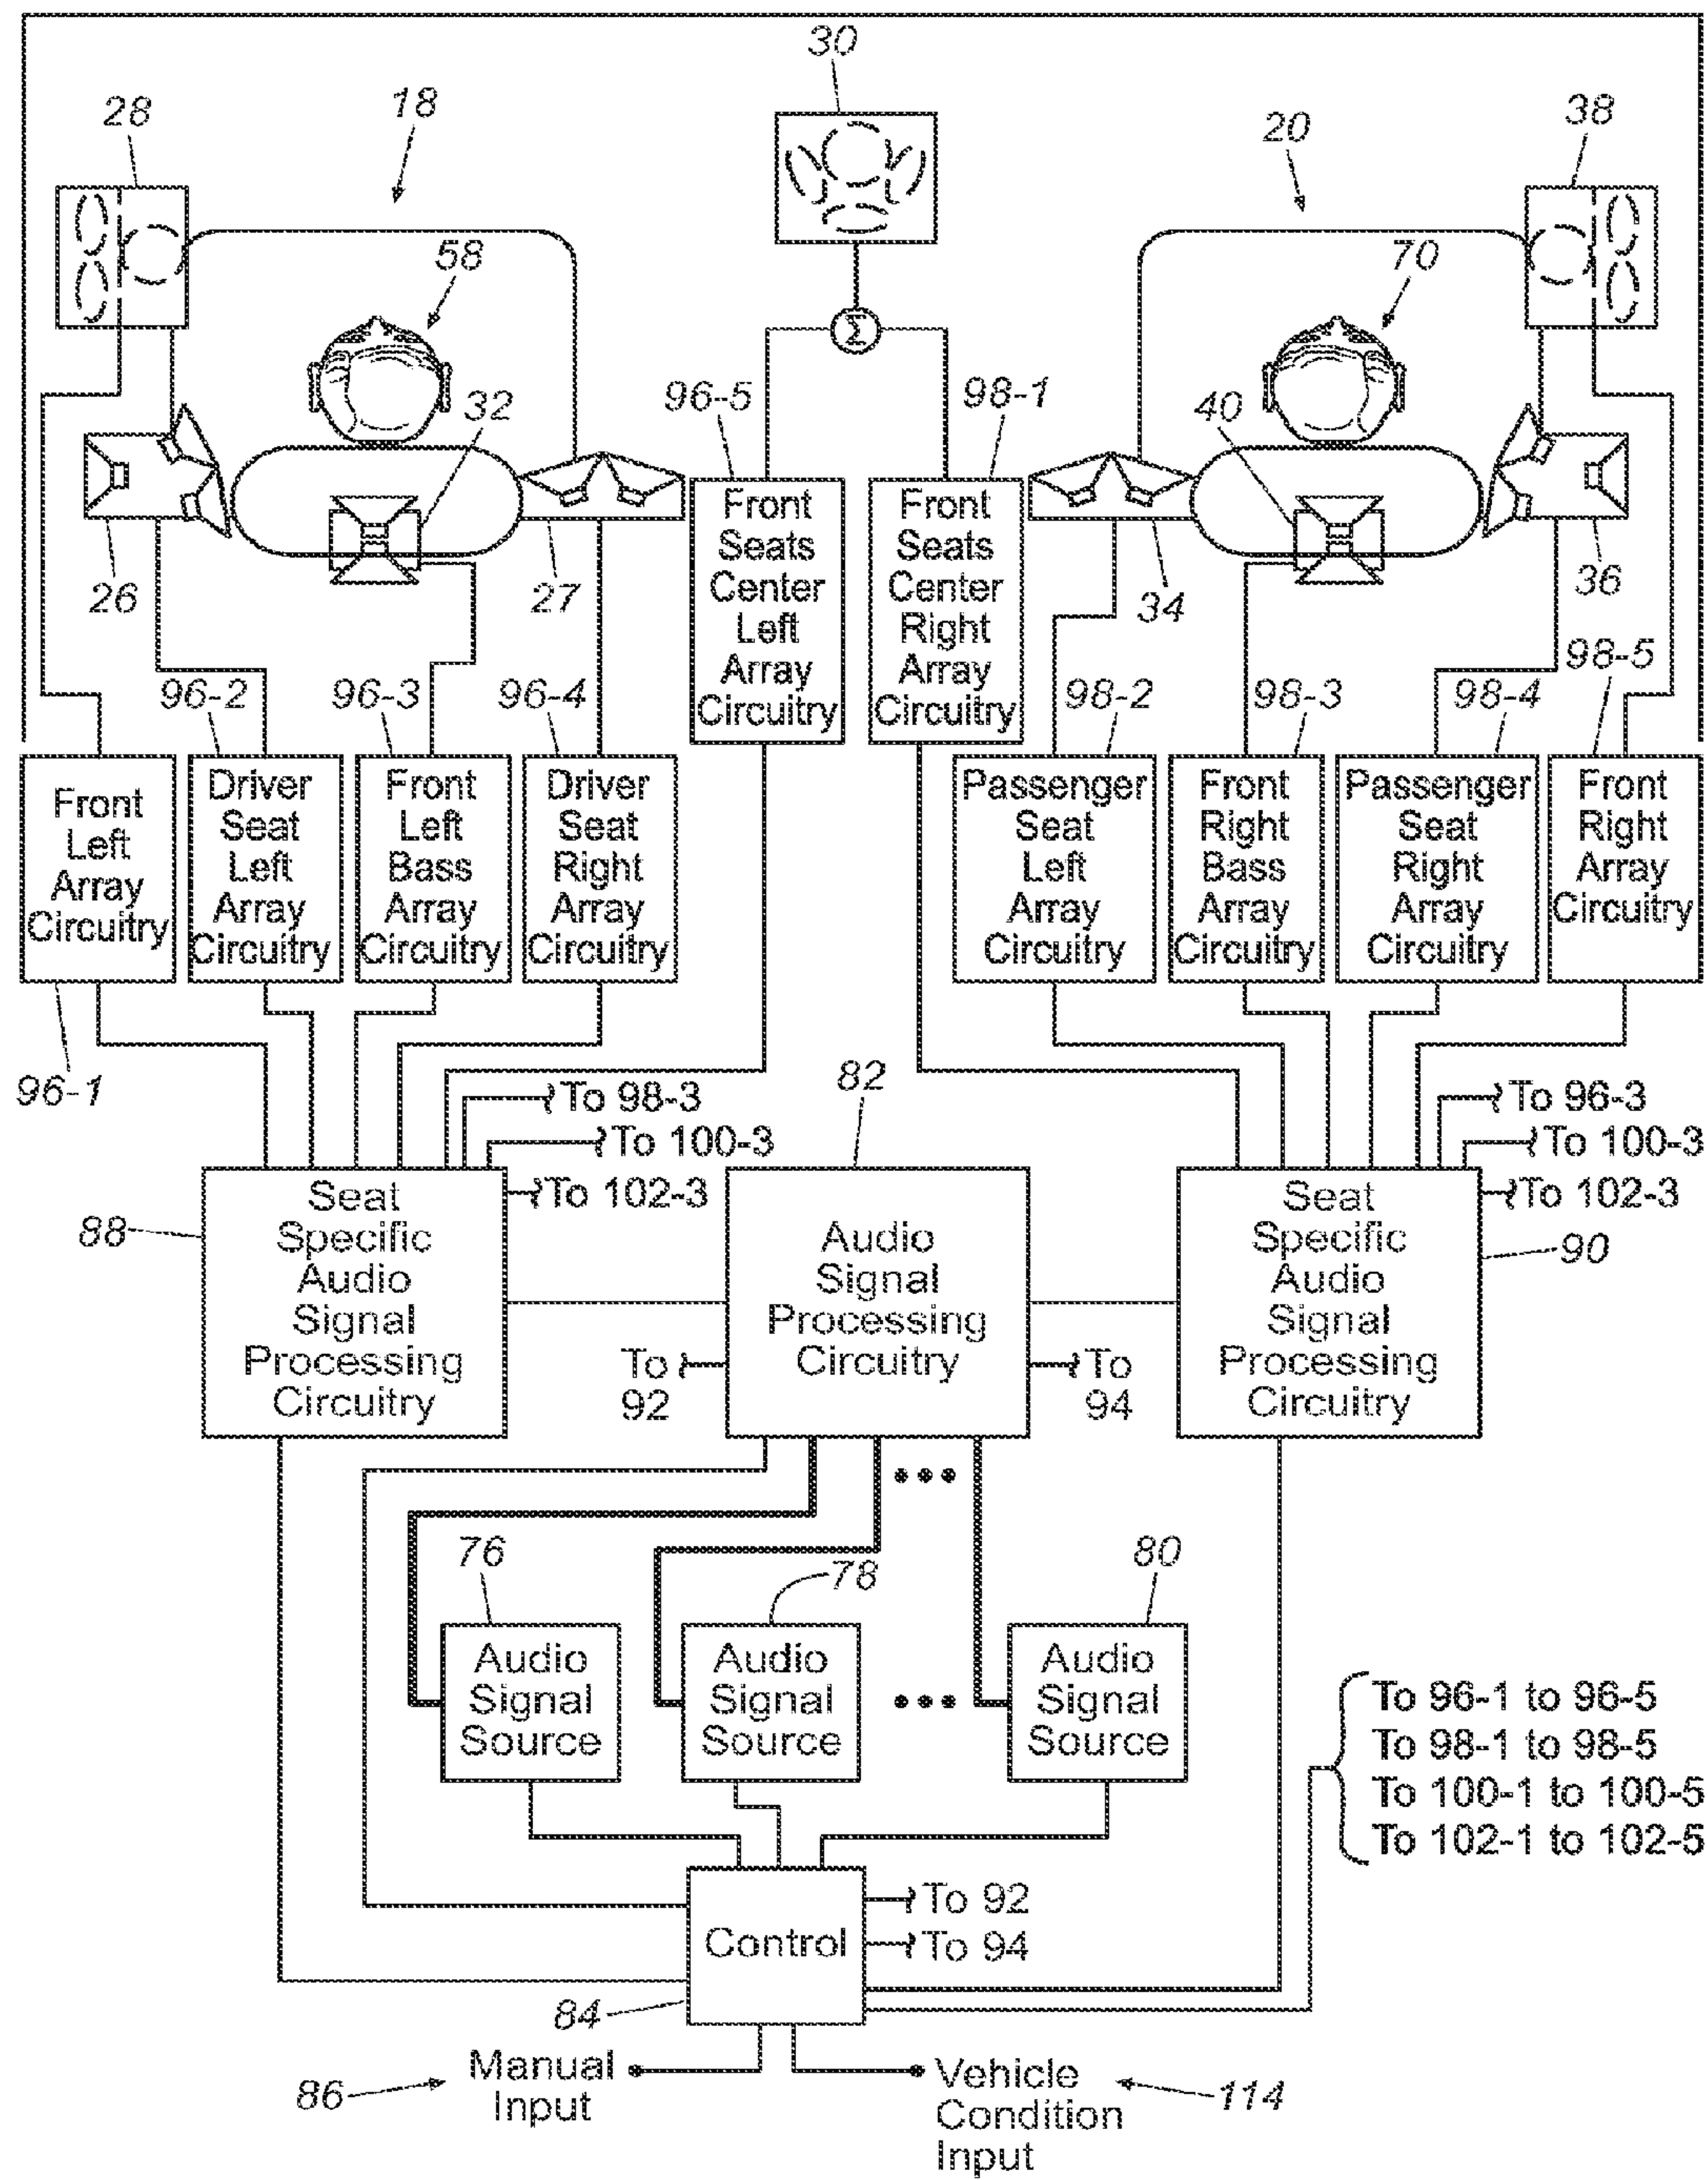 30
28
18
20
38
58
70
Σ
32
96-5
98-1
40
26
27
34
36
Front
Seats
Center
Left
Array
Circuitry
Front
Seats
Center
Right
Array
Circuitry
96-2
96-3
96-4
98-2
98-3
98-4
98-5
Front
Left
Array
Circuitry
Driver
Seat
Left
Array
Circuitry
Front
Left
Bass
Array
Circuitry
Driver
Seat
Right
Array
Circuitry
Passenger
Seat
Left
Array
Circuitry
Front
Right
Bass
Array
Circuitry
Passenger
Seat
Right
Array
Circuitry
Front
Right
Array
Circuitry
96-1
To 98-3
To 100-3
To 102-3
82
To 96-3
To 100-3
To 102-3
88
Seat
Specific
Audio
Signal
Processing
Circuitry
Audio
Signal
Processing
Circuitry
Seat
Specific
Audio
Signal
Processing
Circuitry
90
To
92
To
94
•••
76
78
80
Audio
Signal
Source
Audio
Signal
Source
•••
Audio
Signal
Source
To 96-1 to 96-5
To 98-1 to 98-5
To 100-1 to 100-5
To 102-1 to 102-5
Control
To 92
To 94
84
86
Manual
Input
Vehicle
Condition
Input
114